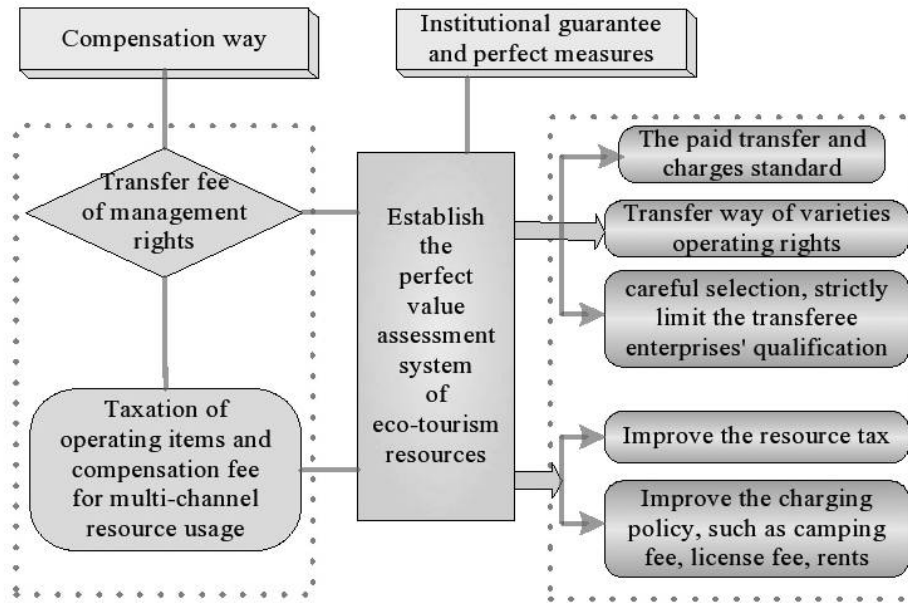 Compensation way
Institutional guarantee
and perfect measures
Transfer fee
of management
rights
Taxation of
operating items and
compensation fee
for multi-channel
resource usage
Establish
the
perfect
value
assessment
system
of
eco-tourism
resources
The paid transfer and
charges standard
Transfer way of varieties
operating rights
careful selection, strictly
limit the transferee
enterprises' qualification
Improve the resource tax
Improve the charging
policy, such as camping
fee, license fee, rents